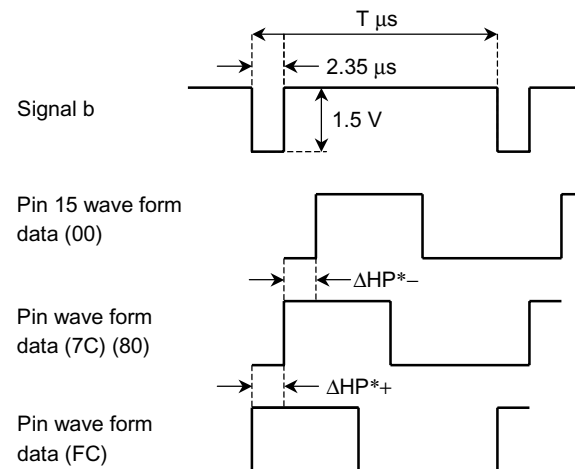 T μs
2.35 μs
Signal b
1.5 V
Pin 15 wave form
data (00)
ΔHP*−
Pin wave form
data (7C) (80)
ΔHP*+
Pin wave form
data (FC)